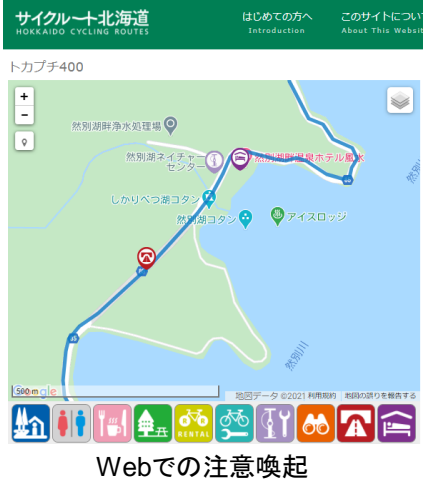 サイクルート北海道
HOKKAIDO CYCLING ROUTES
はじめての方へ
Introduction
このサイトについ
About This Websit
トカプチ400
+
−
然別湖畔浄水処理場
然別湖ネイチャー
センター
然別湖畔温泉ホテル風水
しかりべつ湖コタン
然別湖コタン
アイスロッジ
然別川
500 m
Google
地図データ ©2021
利用規約
地図の誤りを報告する
RENTAL
Webでの注意喚起